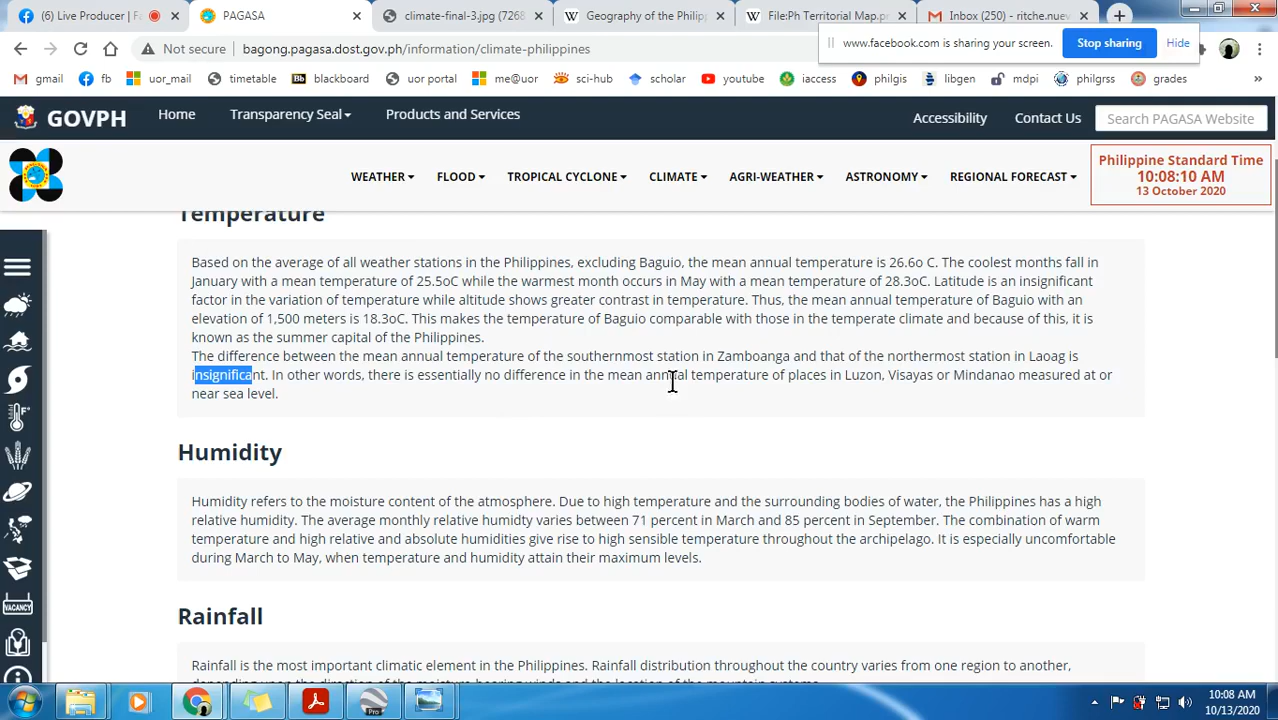 (6) Live Producer | Fa
PAGASA
climate-final-3.jpg (7268
Geography of the Philipp
File:Ph Territorial Map.pn
Inbox (250) - ritche.nuev
Not secure
bagong.pagasa.dost.gov.ph/information/climate-philippines
www.facebook.com is sharing your screen.
Stop sharing
Hide
gmail
fb
uor_mail
timetable
blackboard
uor portal
me@uor
sci-hub
scholar
youtube
iaccess
philgis
libgen
mdpi
philgrss
grades
GOVPH
Home
Transparency Seal
Products and Services
Accessibility
Contact Us
Search PAGASA Website
WEATHER
FLOOD
TROPICAL CYCLONE
CLIMATE
AGRI-WEATHER
ASTRONOMY
REGIONAL FORECAST
Philippine Standard Time
10:08:10 AM
13 October 2020
Temperature
Based on the average of all weather stations in the Philippines, excluding Baguio, the mean annual temperature is 26.6o C. The coolest months fall in
January with a mean temperature of 25.5oC while the warmest month occurs in May with a mean temperature of 28.3oC. Latitude is an insignificant
factor in the variation of temperature while altitude shows greater contrast in temperature. Thus, the mean annual temperature of Baguio with an
elevation of 1,500 meters is 18.3oC. This makes the temperature of Baguio comparable with those in the temperate climate and because of this, it is
known as the summer capital of the Philippines.
The difference between the mean annual temperature of the southernmost station in Zamboanga and that of the northermost station in Laoag is
insignificant. In other words, there is essentially no difference in the mean annual temperature of places in Luzon, Visayas or Mindanao measured at or
near sea level.
Humidity
Humidity refers to the moisture content of the atmosphere. Due to high temperature and the surrounding bodies of water, the Philippines has a high
relative humidity. The average monthly relative humidity varies between 71 percent in March and 85 percent in September. The combination of warm
temperature and high relative and absolute humidities give rise to high sensible temperature throughout the archipelago. It is especially uncomfortable
during March to May, when temperature and humidity attain their maximum levels.
Rainfall
Rainfall is the most important climatic element in the Philippines. Rainfall distribution throughout the country varies from one region to another,
VACANCY
Pro
10:08 AM
10/13/2020